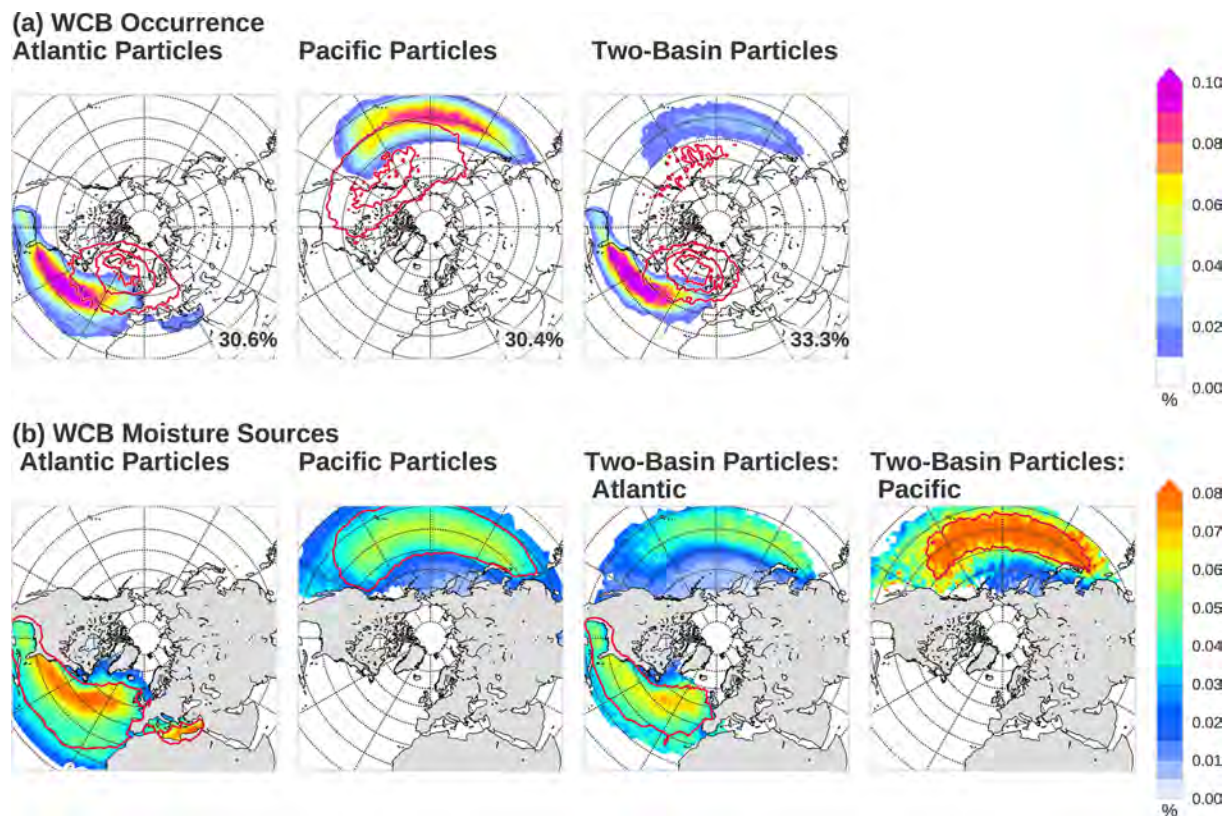 (a) WCB Occurrence
Atlantic Particles
Pacific Particles
Two-Basin Particles
30.6%
30.4%
33.3%
0.10
0.08
0.06
0.04
0.02
0.00
%
(b) WCB Moisture Sources
Atlantic Particles
Pacific Particles
Two-Basin Particles:
Atlantic
Two-Basin Particles:
Pacific
0.08
0.07
0.06
0.05
0.04
0.03
0.02
0.01
0.00
%